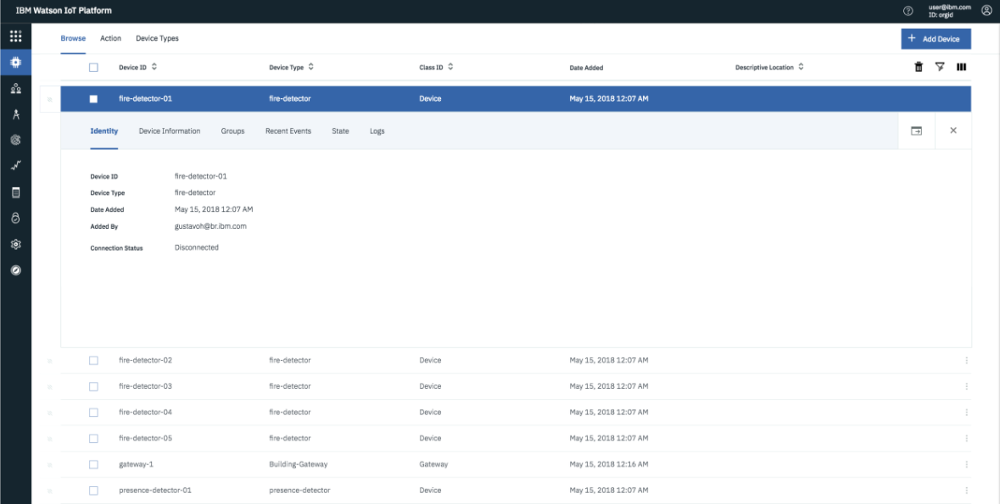 IBM Watson IoT Platform
user@ibm.com
ID: orgid
Browse Action Device Types
+ Add Device
Device ID Device Type Class ID Date Added Descriptive Location
fire-detector-01 fire-detector Device May 15, 2018 12:07 AM
Identity Device Information Groups Recent Events State Logs
Device ID fire-detector-01
Device Type fire-detector
Date Added May 15, 2018 12:07 AM
Added By gustavoh@br.ibm.com
Connection Status Disconnected
fire-detector-02 fire-detector Device May 15, 2018 12:07 AM
fire-detector-03 fire-detector Device May 15, 2018 12:07 AM
fire-detector-04 fire-detector Device May 15, 2018 12:07 AM
fire-detector-05 fire-detector Device May 15, 2018 12:07 AM
gateway-1 Building-Gateway Gateway May 15, 2018 12:16 AM
presence-detector-01 presence-detector Device May 15, 2018 12:07 AM